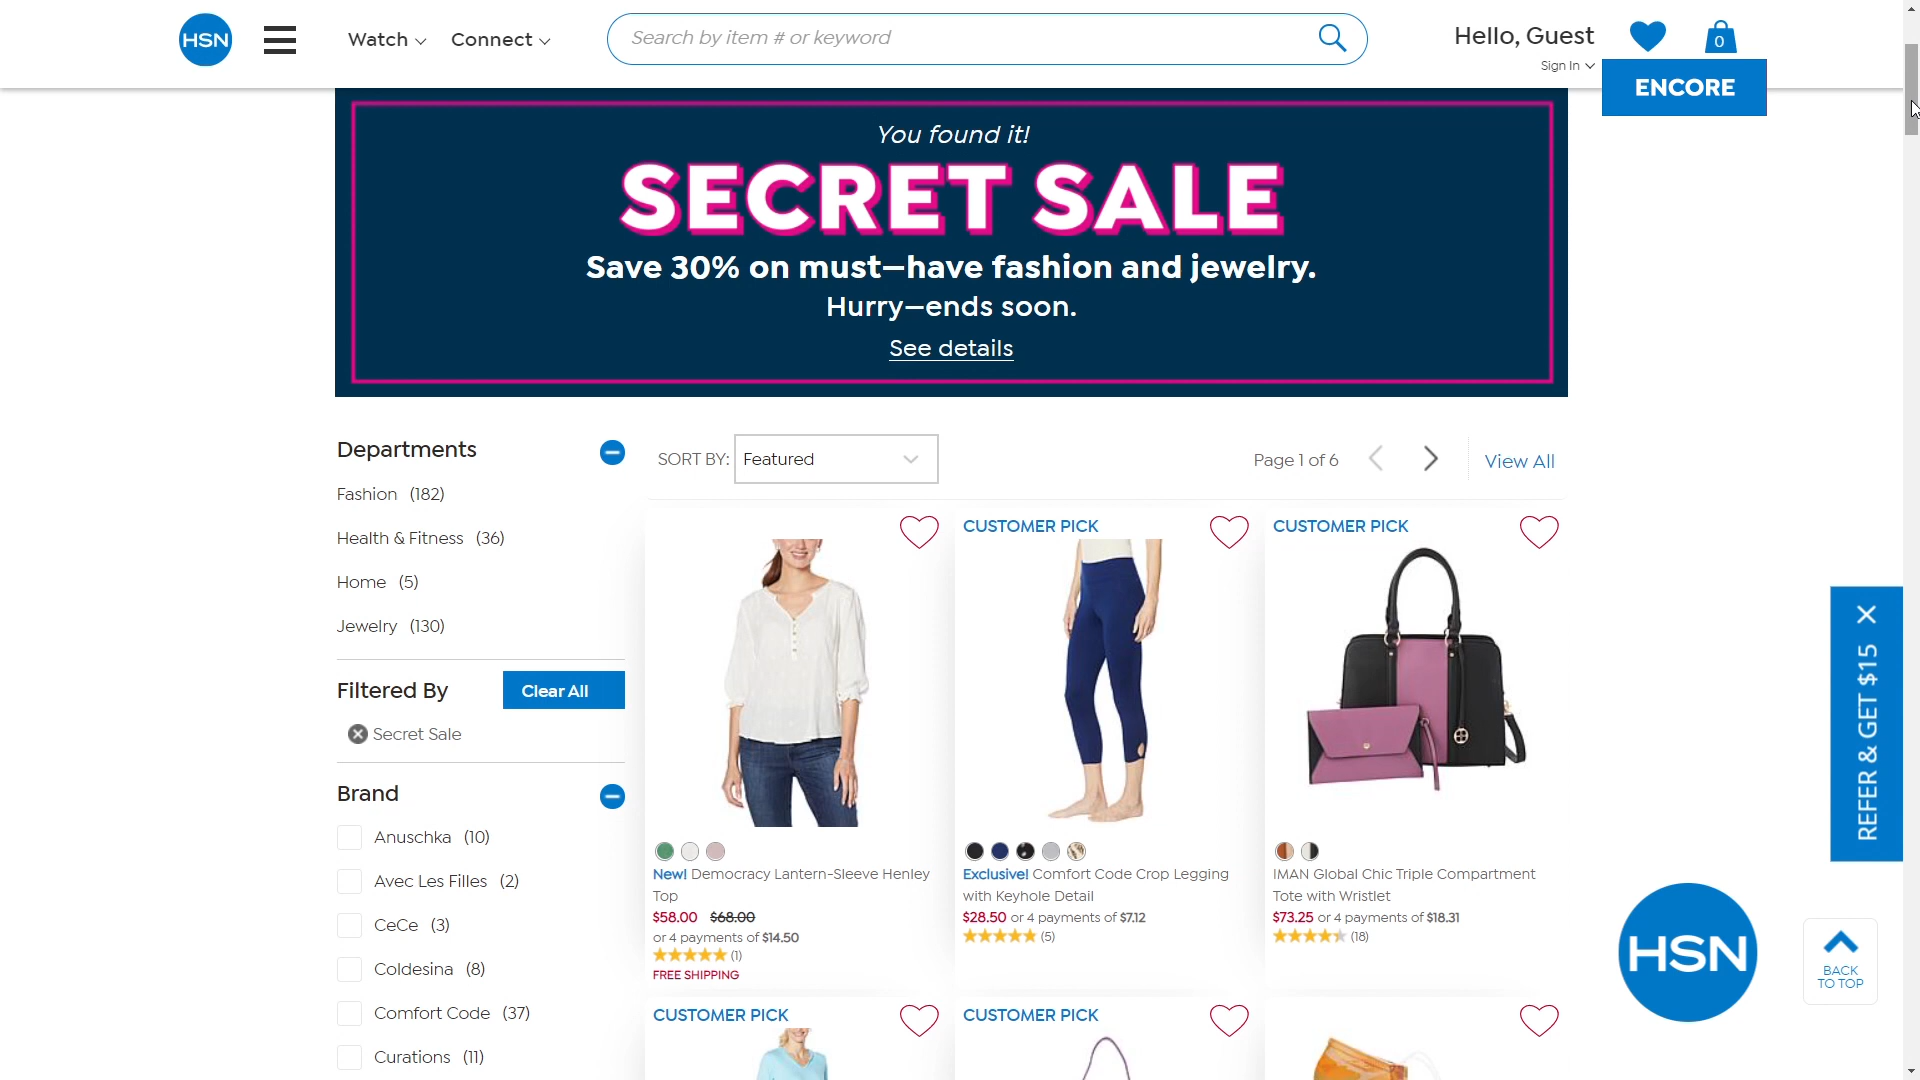 HSN
Watch
Connect
Search by item # or keyword
Hello, Guest
Sign In
0
ENCORE
You found it!
SECRET SALE
Save 30% on must-have fashion and jewelry.
Hurry-ends soon.
See details
Departments
Fashion (182)
Health & Fitness (36)
Home (5)
Jewelry (130)
Filtered By
Clear All
Secret Sale
Brand
Anuschka (10)
Avec Les Filles (2)
CeCe (3)
Coldesina (8)
Comfort Code (37)
Curations (11)
SORT BY: Featured
Page 1 of 6
View All
New! Democracy Lantern-Sleeve Henley
Top
$58.00 $68.00
or 4 payments of $14.50
(1)
FREE SHIPPING
CUSTOMER PICK
Exclusive! Comfort Code Crop Legging
with Keyhole Detail
$28.50 or 4 payments of $7.12
(5)
CUSTOMER PICK
IMAN Global Chic Triple Compartment
Tote with Wristlet
$73.25 or 4 payments of $18.31
(18)
CUSTOMER PICK
CUSTOMER PICK
REFER & GET $15
HSN
BACK
TO TOP